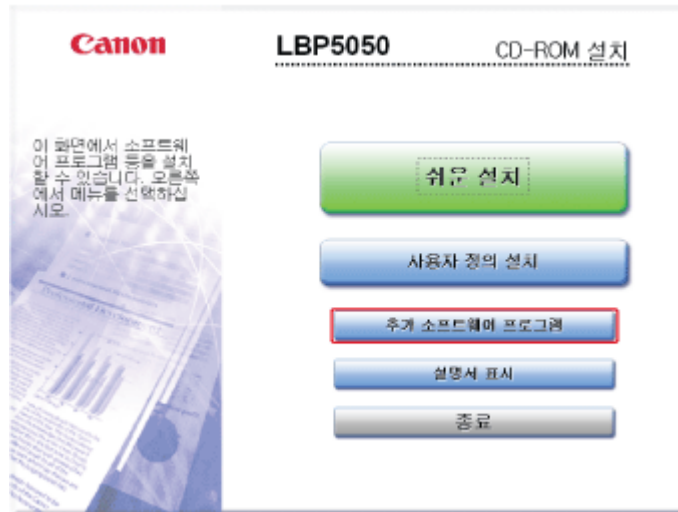 Canon
LBP5050
CD-ROM 설치
이 화면에서 소프트웨
어 프로그램 등을 설치
할 수 있습니다. 오른쪽
에서 메뉴를 선택하십
시오.
쉬운 설치
사용자 정의 설치
추가 소프트웨어 프로그램
설명서 표시
종료